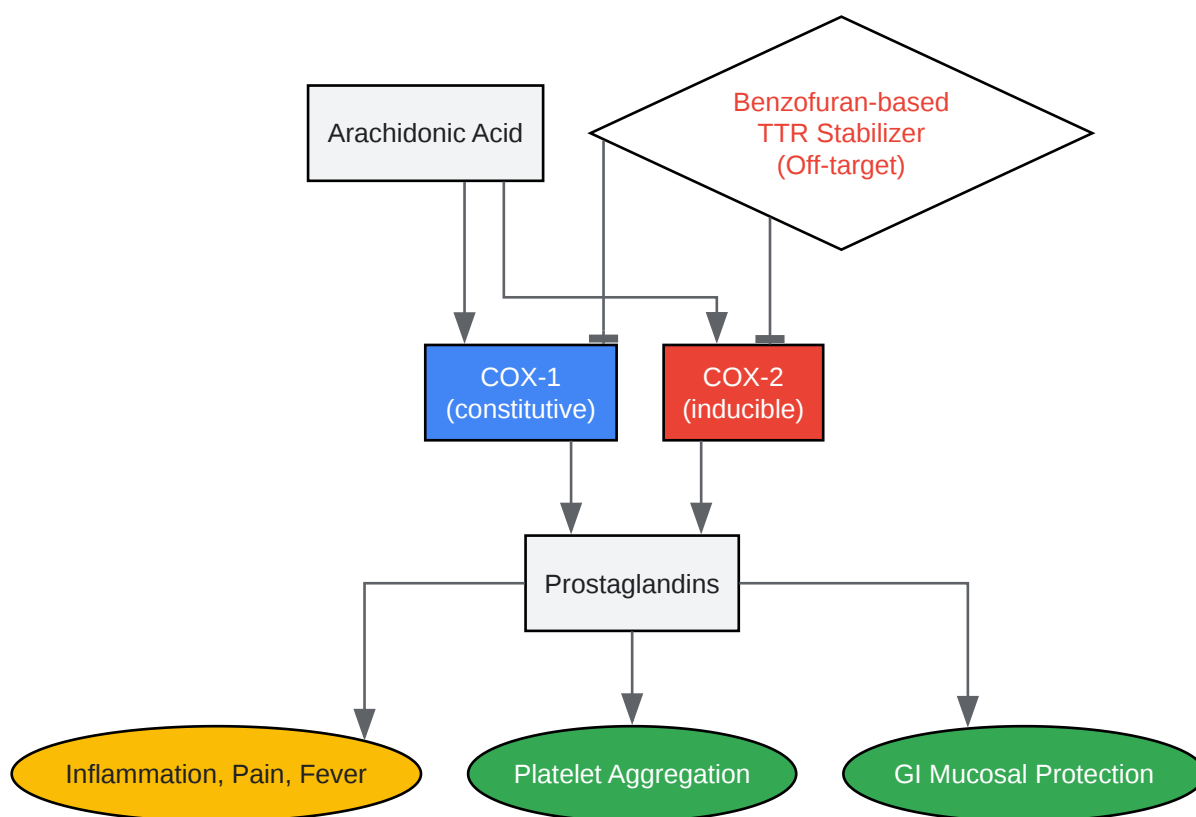 Arachidonic Acid
Benzofuran-based
TTR Stabilizer
(Off-target)
COX-1
(constitutive)
COX-2
(inducible)
Prostaglandins
Inflammation, Pain, Fever
Platelet Aggregation
GI Mucosal Protection